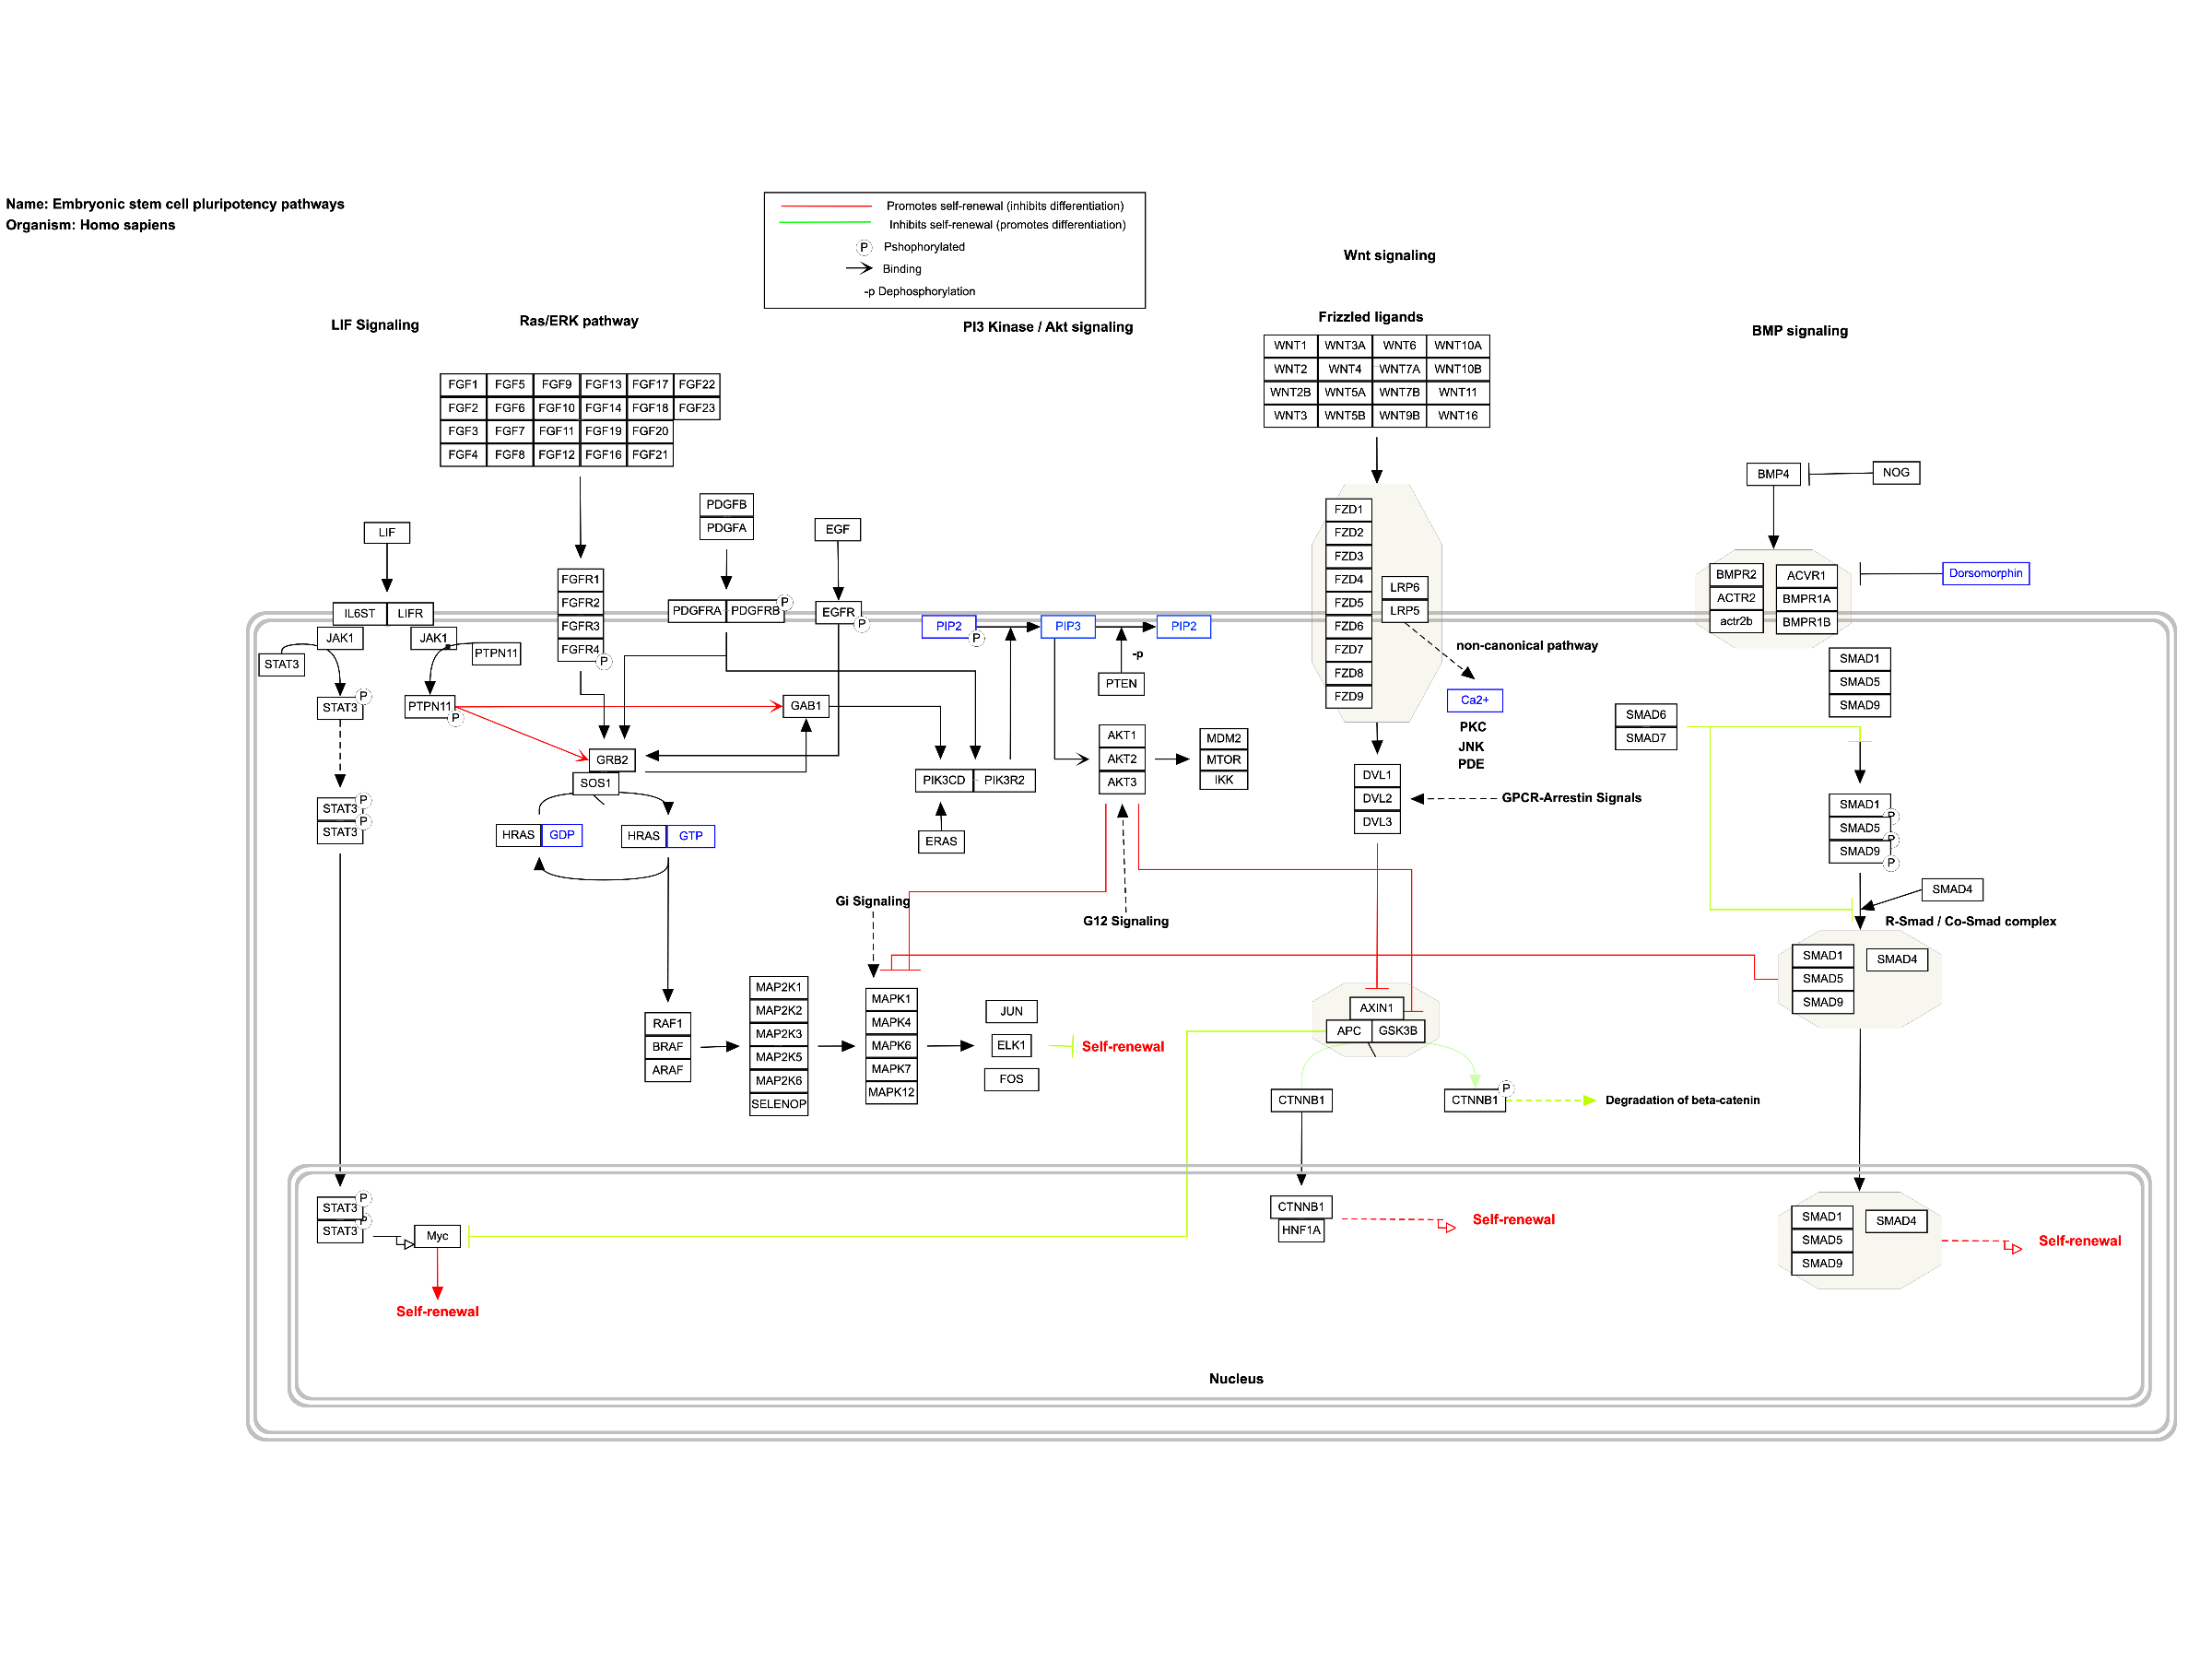 Name: Embryonic stem cell pluripotency pathways
Organism: Homo sapiens
Promotes self-renewal (inhibits differentiation)
Inhibits self-renewal (promotes differentiation)
P Pshophorylated
Binding
-p Dephosphorylation
LIF Signaling
Ras/ERK pathway
PI3 Kinase / Akt signaling
Wnt signaling
Frizzled ligands
BMP signaling
FGF1 FGF5 FGF9 FGF13 FGF17 FGF22
FGF2 FGF6 FGF10 FGF14 FGF18 FGF23
FGF3 FGF7 FGF11 FGF19 FGF20
FGF4 FGF8 FGF12 FGF16 FGF21
WNT1 WNT3A WNT6 WNT10A
WNT2 WNT4 WNT7A WNT10B
WNT2B WNT5A WNT7B WNT11
WNT3 WNT5B WNT9B WNT16
LIF
IL6ST LIFR
JAK1
JAK1
STAT3
PTPN11
STAT3 P
PTPN11 P
STAT3 P
STAT3 P
FGFR1
FGFR2
FGFR3
FGFR4 P
PDGFB
PDGFA
PDGFRA PDGFRB P
EGF
EGFR P
GAB1
GRB2
SOS1
HRAS GDP
HRAS GTP
PIP2 P
PIP3
PIP2
-p
PTEN
PIK3CD PIK3R2
ERAS
AKT1
AKT2
AKT3
MDM2
MTOR
IKK
Gi Signaling
G12 Signaling
RAF1
BRAF
ARAF
MAP2K1
MAP2K2
MAP2K3
MAP2K5
MAP2K6
SELENOP
MAPK1
MAPK4
MAPK6
MAPK7
MAPK12
JUN
ELK1
FOS
Self-renewal
FZD1
FZD2
FZD3
FZD4
FZD5
FZD6
FZD7
FZD8
FZD9
LRP6
LRP5
non-canonical pathway
Ca2+
PKC
JNK
PDE
DVL1
DVL2
DVL3
GPCR-Arrestin Signals
AXIN1
APC GSK3B
CTNNB1
CTNNB1 P
Degradation of beta-catenin
BMP4
NOG
BMPR2
ACTR2
actr2b
ACVR1
BMPR1A
BMPR1B
Dorsomorphin
SMAD1
SMAD5
SMAD9
SMAD6
SMAD7
SMAD1 P
SMAD5 P
SMAD9 P
SMAD4
R-Smad / Co-Smad complex
SMAD1
SMAD5
SMAD9
SMAD4
STAT3 P
STAT3 P
Myc
Self-renewal
CTNNB1
HNF1A
Self-renewal
SMAD1
SMAD5
SMAD9
SMAD4
Self-renewal
Nucleus